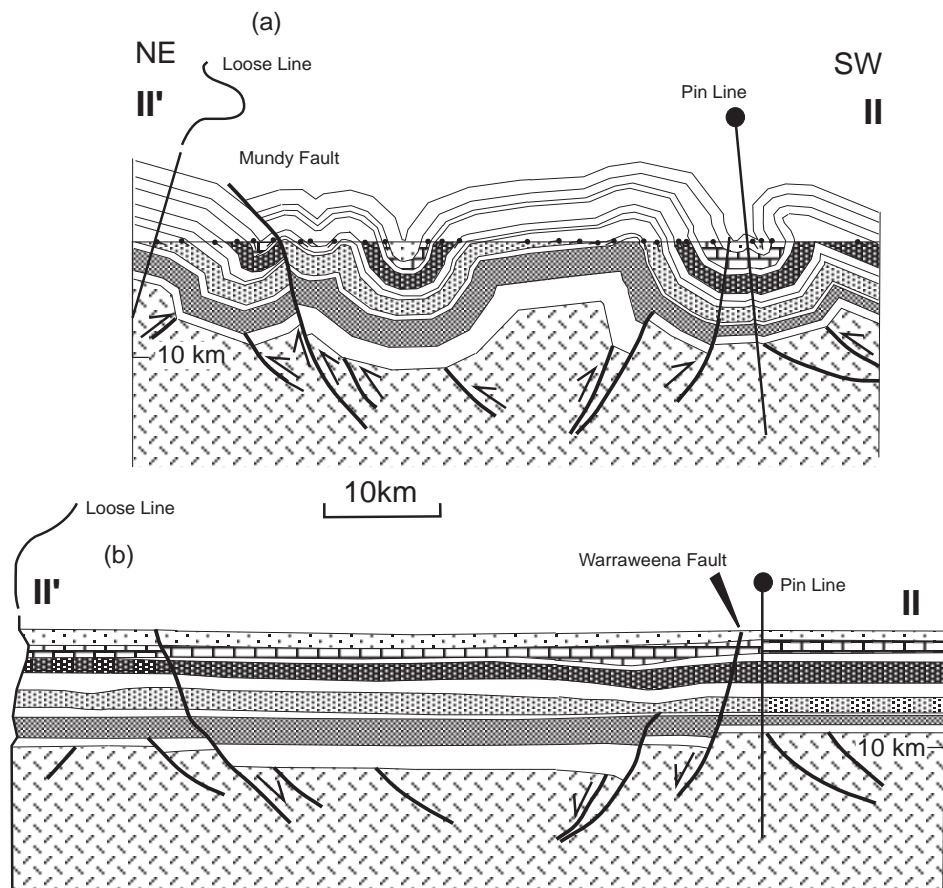 (a)
NE
SW
Loose Line
II'
Pin Line
II
Mundy Fault
10 km
10km
Loose Line
(b)
Warraweena Fault
II'
Pin Line
II
10 km